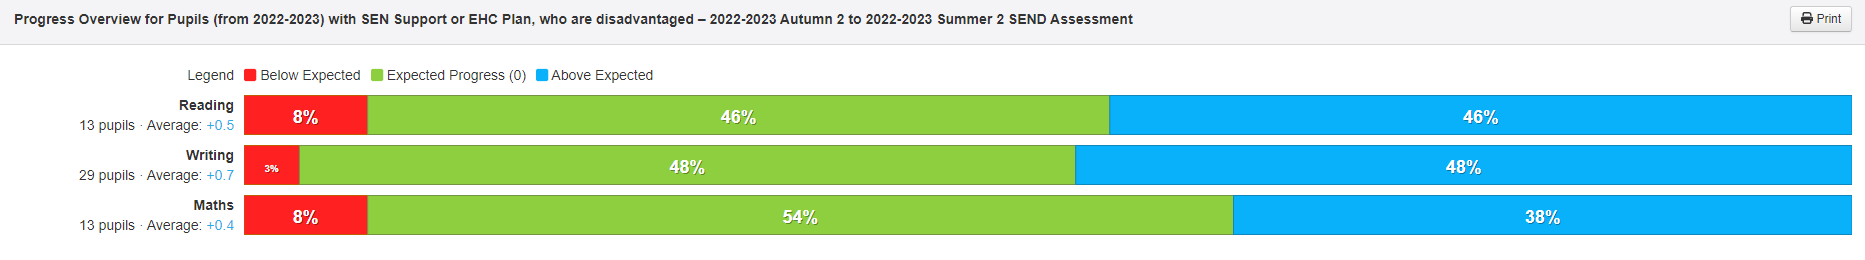 Progress Overview for Pupils (from 2022-2023) with SEN Support or EHC Plan, who are disadvantaged – 2022-2023 Autumn 2 to 2022-2023 Summer 2 SEND Assessment
Print
Legend Below Expected Expected Progress (0) Above Expected
Reading
13 pupils · Average: +0.5
8% 46% 46%
Writing
29 pupils · Average: +0.7
3% 48% 48%
Maths
13 pupils · Average: +0.4
8% 54% 38%